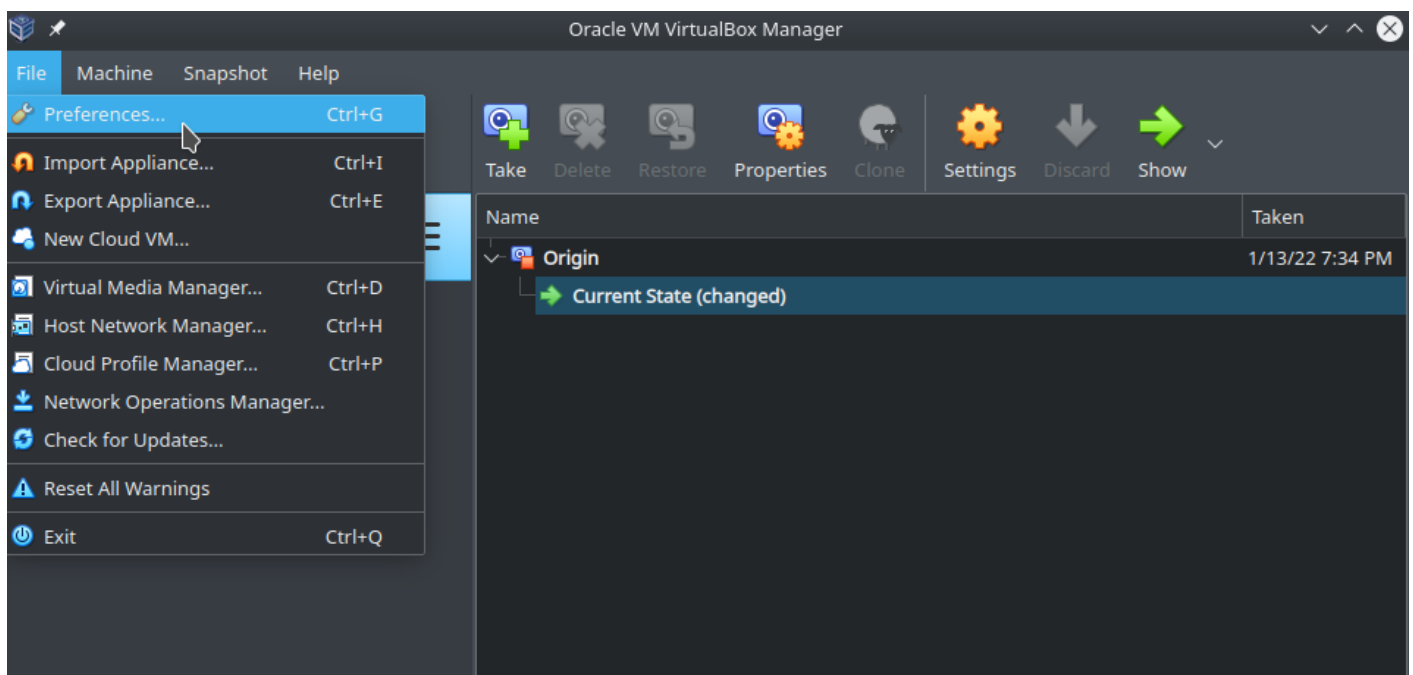 Oracle VM VirtualBox Manager
File Machine Snapshot Help
Preferences... Ctrl+G
Import Appliance... Ctrl+I
Export Appliance... Ctrl+E
New Cloud VM...
Virtual Media Manager... Ctrl+D
Host Network Manager... Ctrl+H
Cloud Profile Manager... Ctrl+P
Network Operations Manager...
Check for Updates...
Reset All Warnings
Exit Ctrl+Q
Take Delete Restore Properties Clone Settings Discard Show
Name Taken
Origin 1/13/22 7:34 PM
Current State (changed)